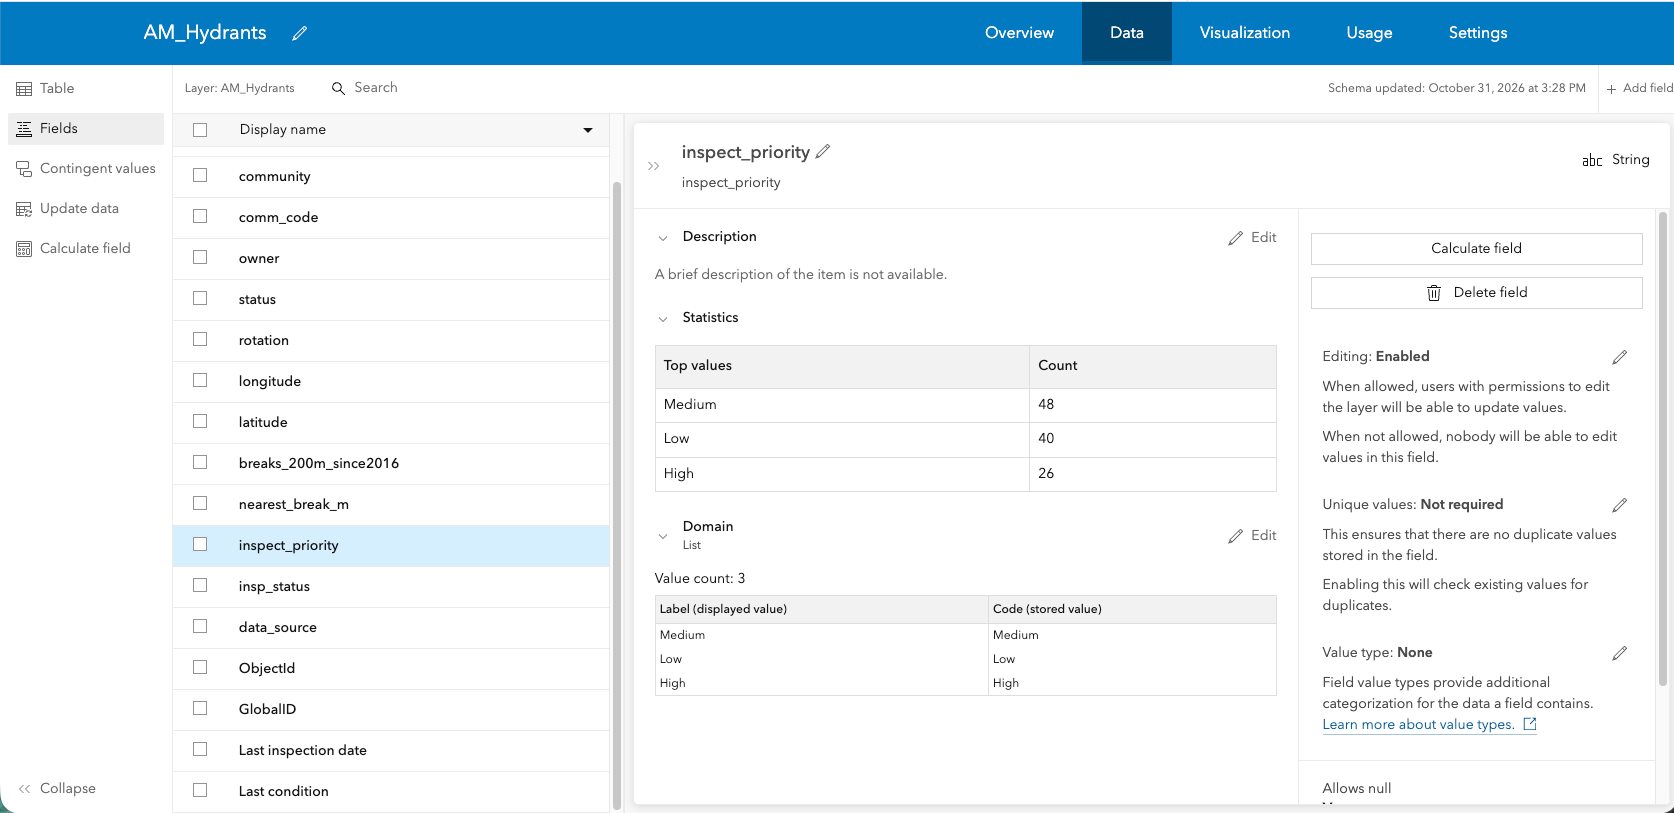 AM_Hydrants
Overview
Data
Visualization
Usage
Settings
Table
Fields
Contingent values
Update data
Calculate field
Collapse
Layer: AM_Hydrants
Search
Schema updated: October 31, 2026 at 3:28 PM
Add field
Display name
community
comm_code
owner
status
rotation
longitude
latitude
breaks_200m_since2016
nearest_break_m
inspect_priority
insp_status
data_source
ObjectId
GlobalID
Last inspection date
Last condition
inspect_priority
inspect_priority
abc String
Description
Edit
A brief description of the item is not available.
Statistics
Top values Count
Medium 48
Low 40
High 26
Domain
List
Edit
Value count: 3
Label (displayed value) Code (stored value)
Medium Medium
Low Low
High High
Calculate field
Delete field
Editing: Enabled
When allowed, users with permissions to edit
the layer will be able to update values.
When not allowed, nobody will be able to edit
values in this field.
Unique values: Not required
This ensures that there are no duplicate values
stored in the field.
Enabling this will check existing values for
duplicates.
Value type: None
Field value types provide additional
categorization for the data a field contains.
Learn more about value types.
Allows null